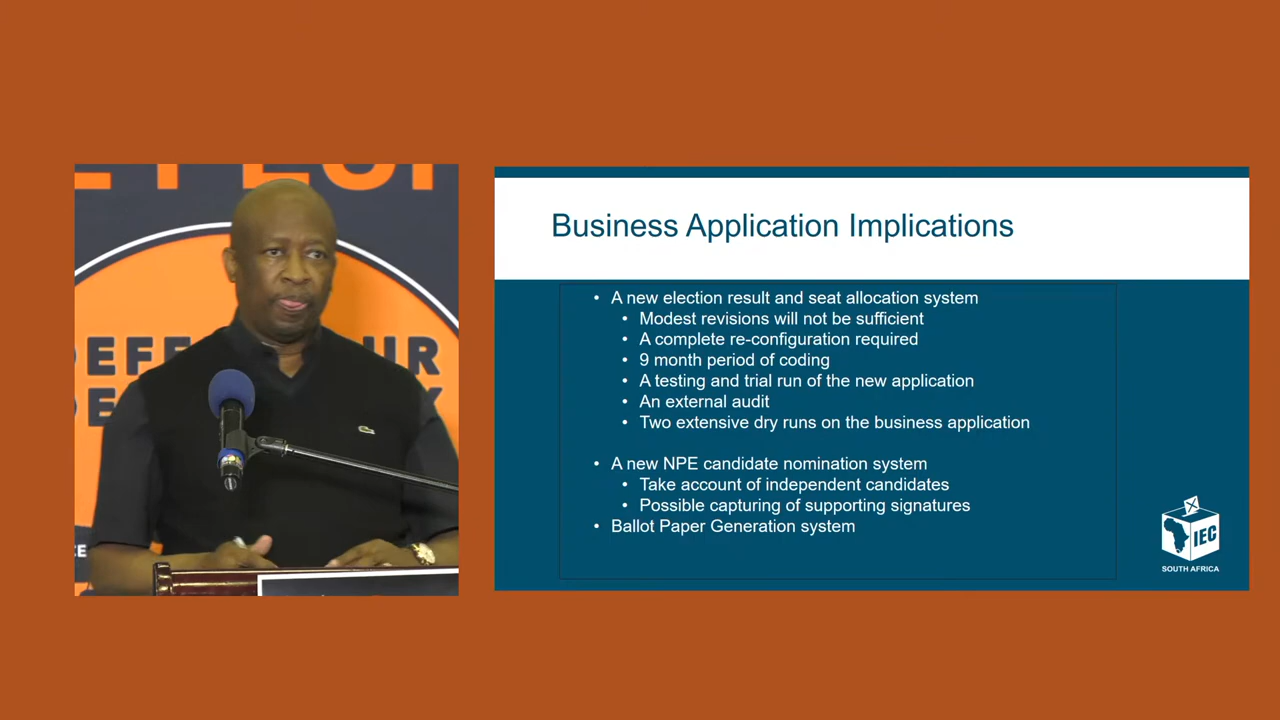 Business Application Implications
• A new election result and seat allocation system
• Modest revisions will not be sufficient
• A complete re-configuration required
• 9 month period of coding
• A testing and trial run of the new application
• An external audit
• Two extensive dry runs on the business application
• A new NPE candidate nomination system
• Take account of independent candidates
• Possible capturing of supporting signatures
• Ballot Paper Generation system
IEC
SOUTH AFRICA